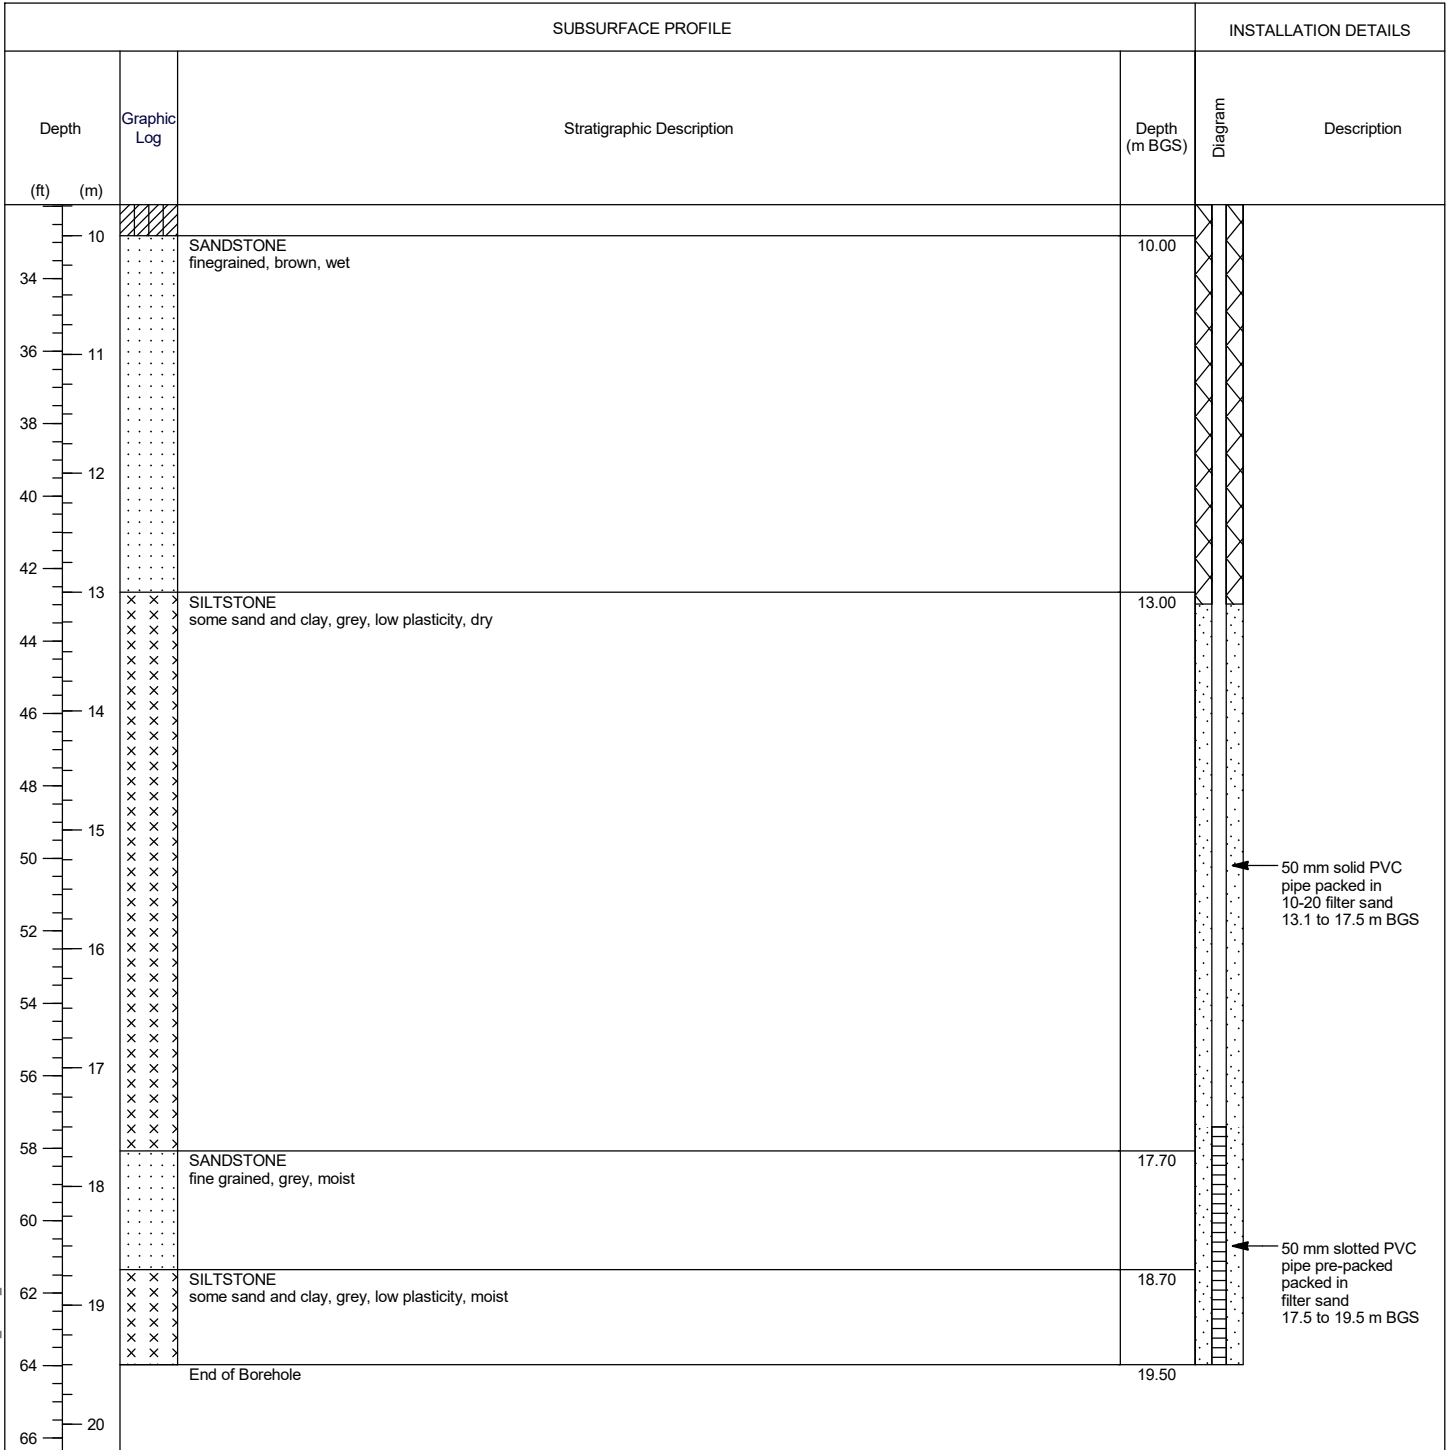 SUBSURFACE PROFILE
INSTALLATION DETAILS
Depth
Graphic
Log
Stratigraphic Description
Depth
(m BGS)
Diagram
Description
(ft) (m)
10
SANDSTONE
finegrained, brown, wet
10.00
34
36
11
38
12
40
42
13
SILTSTONE
some sand and clay, grey, low plasticity, dry
13.00
44
46
14
48
15
50
50 mm solid PVC
pipe packed in
10-20 filter sand
13.1 to 17.5 m BGS
52
16
54
17
56
58
SANDSTONE
fine grained, grey, moist
17.70
18
60
50 mm slotted PVC
pipe pre-packed
packed in
filter sand
17.5 to 19.5 m BGS
SILTSTONE
some sand and clay, grey, low plasticity, moist
18.70
62
19
64
End of Borehole
19.50
20
66